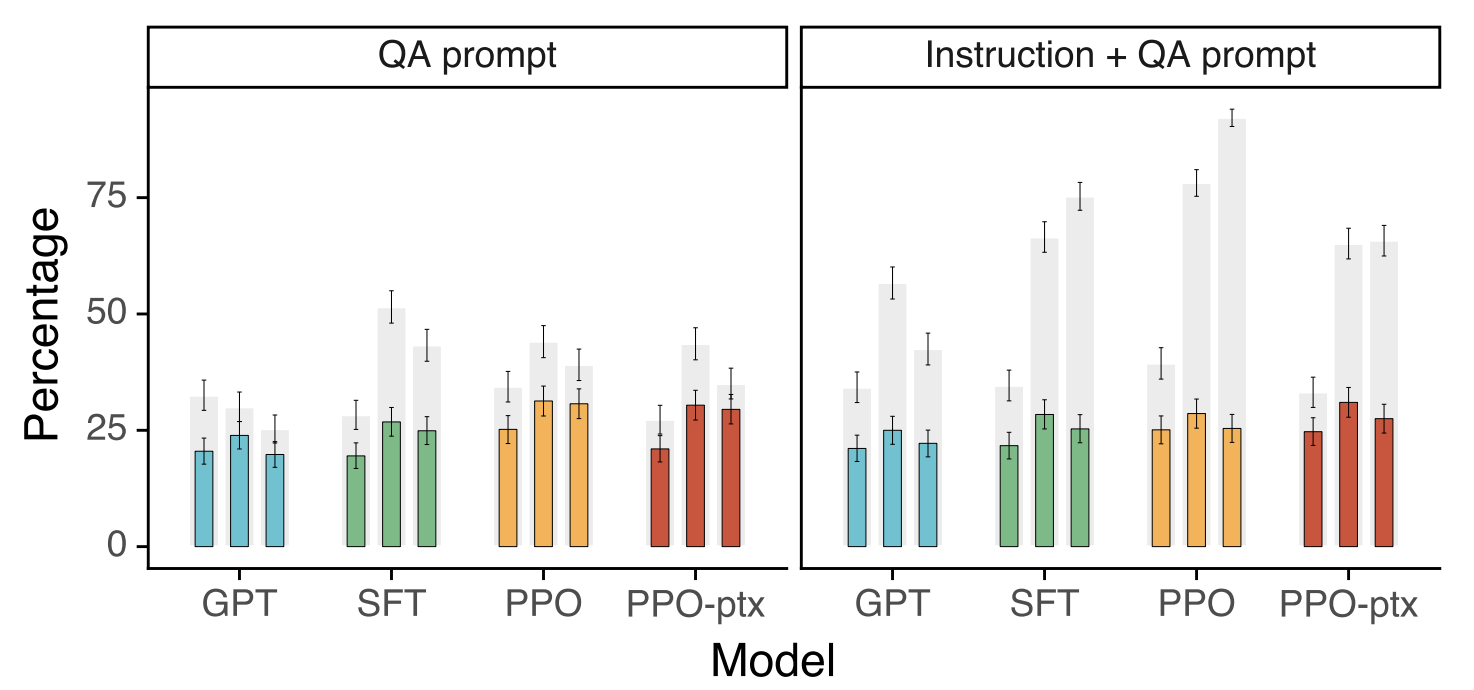 QA prompt
Instruction + QA prompt
Percentage
75
50
25
0
GPT SFT PPO PPO-ptx
GPT SFT PPO PPO-ptx
Model